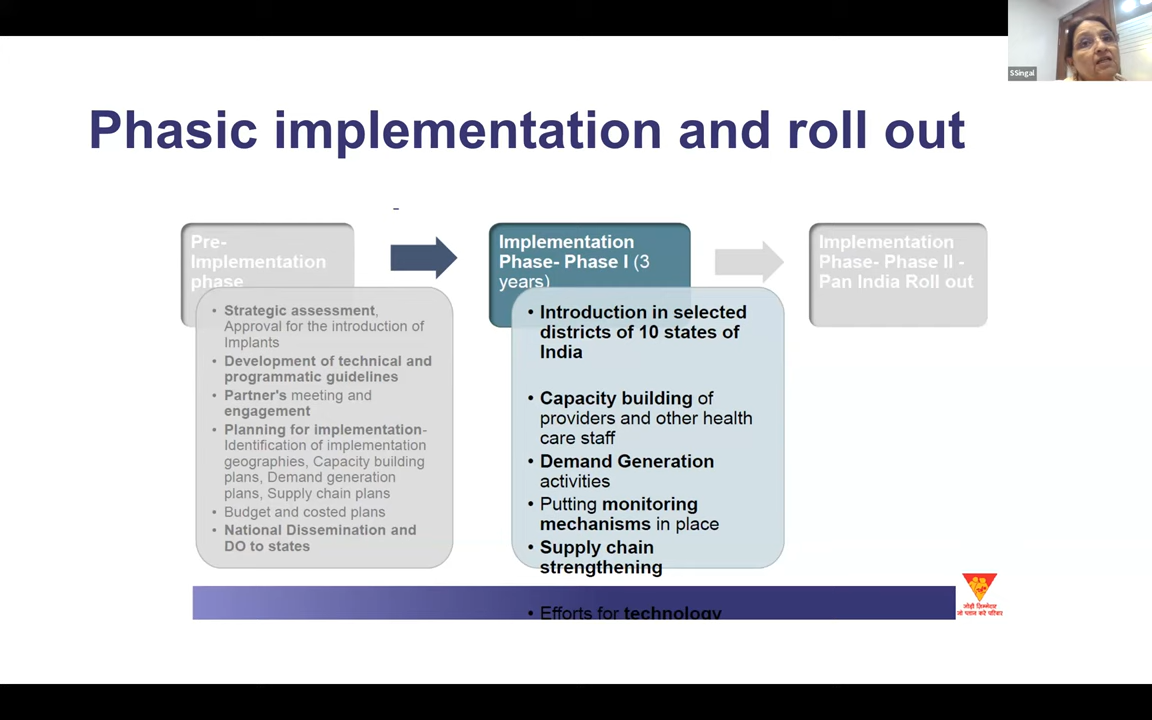 SSingal
Phasic implementation and roll out
Pre-
Implementation
phase
• Strategic assessment,
Approval for the introduction of
Implants
• Development of technical and
programmatic guidelines
• Partner's meeting and
engagement
• Planning for implementation-
Identification of implementation
geographies, Capacity building
plans, Demand generation
plans, Supply chain plans
• Budget and costed plans
• National Dissemination and
DO to states
Implementation
Phase- Phase I (3
years)
• Introduction in selected
districts of 10 states of
India
• Capacity building of
providers and other health
care staff
• Demand Generation
activities
• Putting monitoring
mechanisms in place
• Supply chain
strengthening
• Efforts for technology
Implementation
Phase- Phase II -
Pan India Roll out
जोड़ी ज़िम्मेदार
जो प्लान करे परिवार